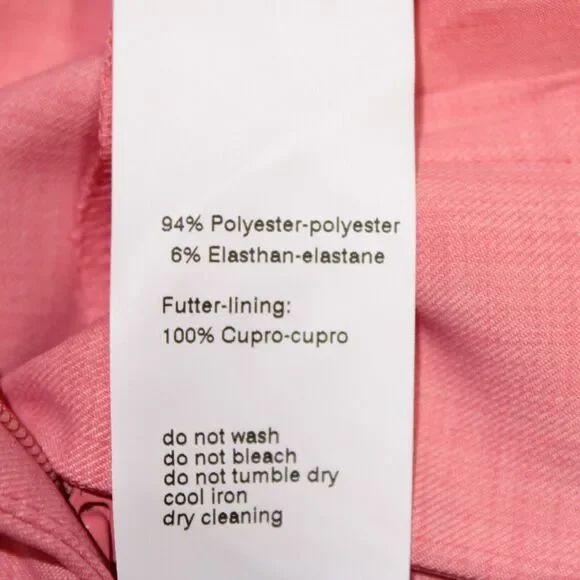 94% Polyester-polyester
6% Elasthan-elastane
Futter-lining:
100% Cupro-cupro
do not wash
do not bleach
do not tumble dry
cool iron
dry cleaning